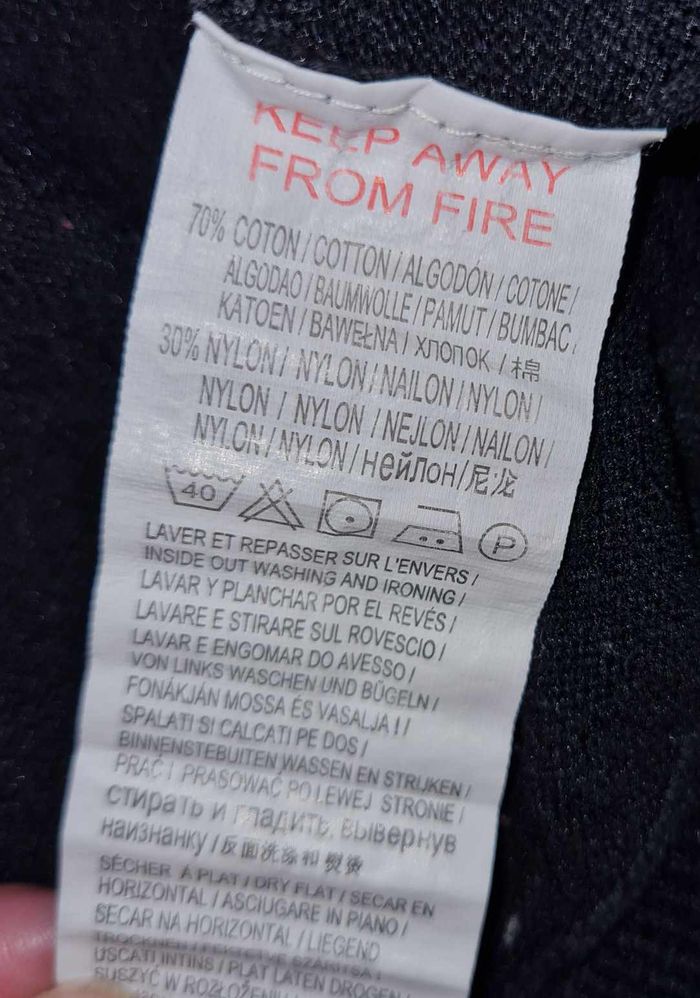 KEEP AWAY
FROM FIRE
70% COTON / COTTON / ALGODÓN / COTONE /
ALGODAO / BAUMWOLLE / PAMUT / BUMBAC,
KATOEN / BAWEŁNA / ХЛОПОК / 棉
30% NYLON / NYLON / NAILON / NYLON /
NYLON / NYLON / NEJLON / NAILON /
NYLON / NYLON / нейлон / 尼龙
40 P
LAVER ET REPASSER SUR L'ENVERS /
INSIDE OUT WASHING AND IRONING /
LAVAR Y PLANCHAR POR EL REVÉS /
LAVARE E STIRARE SUL ROVESCIO /
LAVAR E ENGOMAR DO AVESSO /
VON LINKS WASCHEN UND BÜGELN /
FONÁKJÁN MOSSA ÉS VASALJA I /
SPALATI SI CALCATI PE DOS /
BINNENSTEBUITEN WASSEN EN STRIJKEN /
PRAĆ I PRASOWAĆ PO LEWEJ STRONIE /
стирать и гладить, вывернув
наизнанку / 反面洗涤和熨烫
SÉCHER À PLAT / DRY FLAT / SECAR EN
HORIZONTAL / ASCIUGARE IN PIANO /
SECAR NA HORIZONTAL / LIEGEND
TROCKNEN / FEKTETVE SZARITSA /
USCATI INTINS / PLAT LATEN DROGEN /
SUSZYĆ W